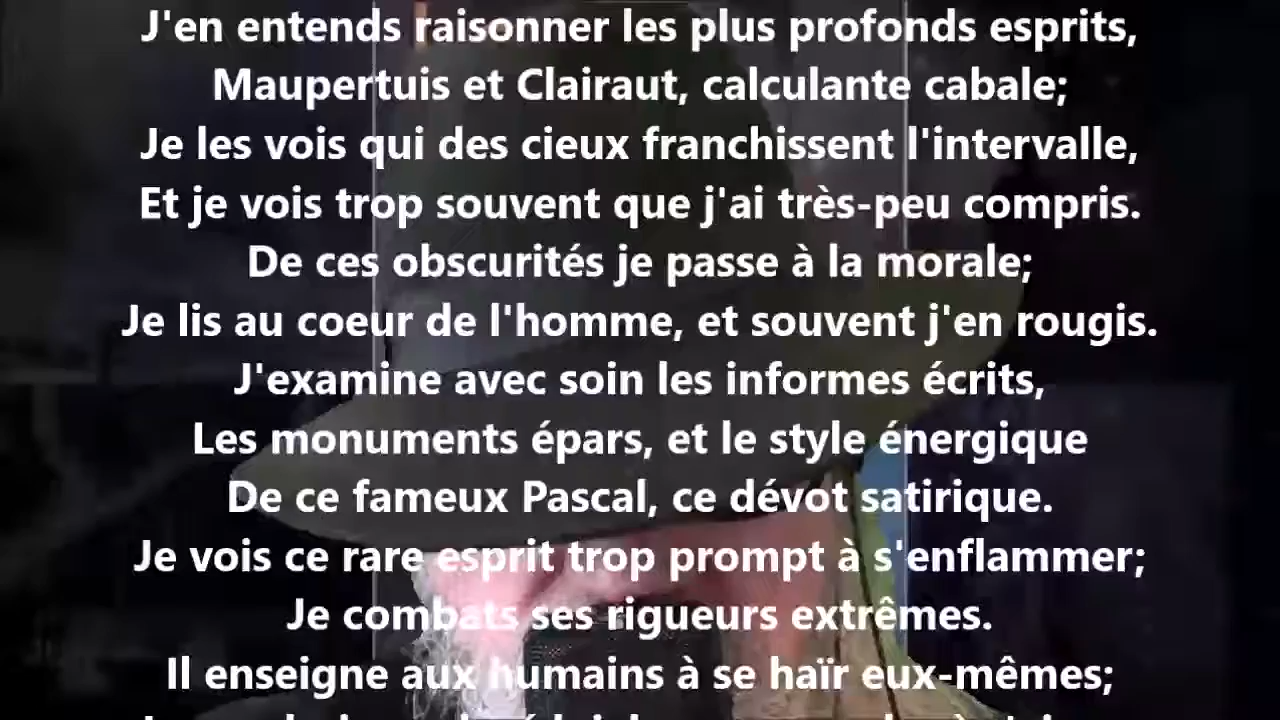 J'en entends raisonner les plus profonds esprits,
Maupertuis et Clairaut, calculante cabale;
Je les vois qui des cieux franchissent l'intervalle,
Et je vois trop souvent que j'ai très-peu compris.
De ces obscurités je passe à la morale;
Je lis au coeur de l'homme, et souvent j'en rougis.
J'examine avec soin les informes écrits,
Les monuments épars, et le style énergique
De ce fameux Pascal, ce dévot satirique.
Je vois ce rare esprit trop prompt à s'enflammer;
Je combats ses rigueurs extrêmes.
Il enseigne aux humains à se haïr eux-mêmes;